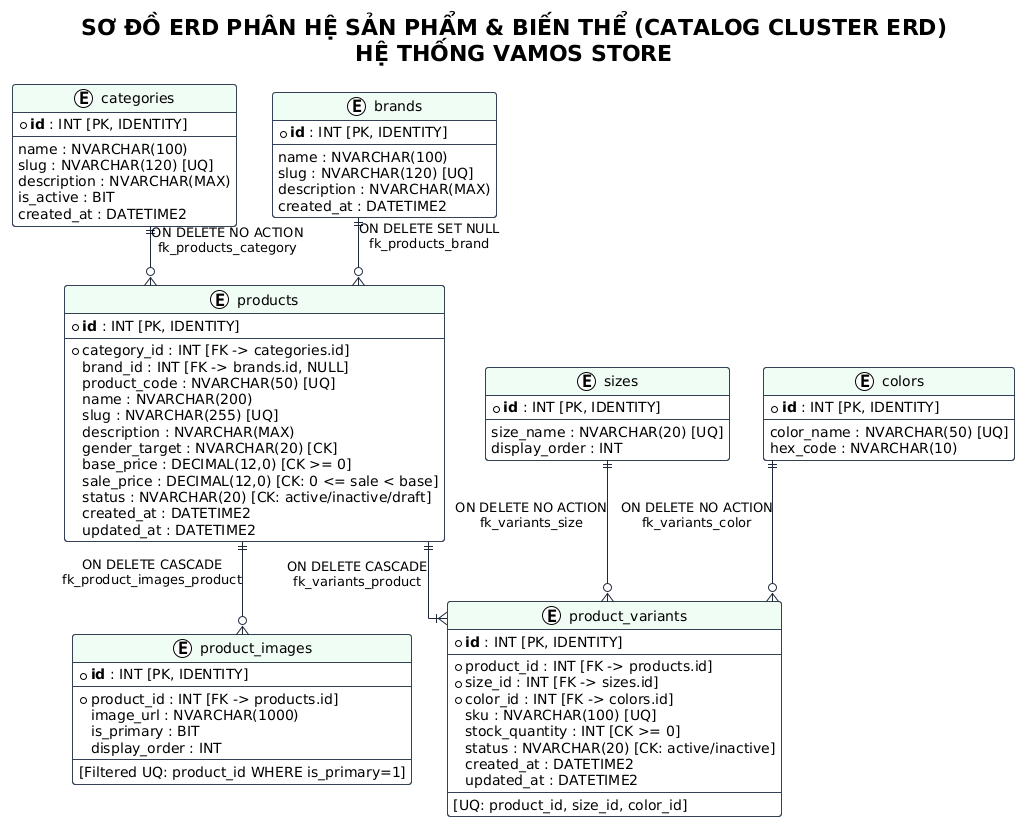 SƠ ĐỒ ERD PHÂN HỆ SẢN PHẨM & BIẾN THỂ (CATALOG CLUSTER ERD)
HỆ THỐNG VAMOS STORE
E categories
id : INT [PK, IDENTITY]
name : NVARCHAR(100)
slug : NVARCHAR(120) [UQ]
description : NVARCHAR(MAX)
is_active : BIT
created_at : DATETIME2
E brands
id : INT [PK, IDENTITY]
name : NVARCHAR(100)
slug : NVARCHAR(120) [UQ]
description : NVARCHAR(MAX)
created_at : DATETIME2
ON DELETE NO ACTION
fk_products_category
ON DELETE SET NULL
fk_products_brand
E products
id : INT [PK, IDENTITY]
category_id : INT [FK -> categories.id]
brand_id : INT [FK -> brands.id, NULL]
product_code : NVARCHAR(50) [UQ]
name : NVARCHAR(200)
slug : NVARCHAR(255) [UQ]
description : NVARCHAR(MAX)
gender_target : NVARCHAR(20) [CK]
base_price : DECIMAL(12,0) [CK >= 0]
sale_price : DECIMAL(12,0) [CK: 0 <= sale < base]
status : NVARCHAR(20) [CK: active/inactive/draft]
created_at : DATETIME2
updated_at : DATETIME2
E sizes
id : INT [PK, IDENTITY]
size_name : NVARCHAR(20) [UQ]
display_order : INT
E colors
id : INT [PK, IDENTITY]
color_name : NVARCHAR(50) [UQ]
hex_code : NVARCHAR(10)
ON DELETE NO ACTION
fk_variants_size
ON DELETE NO ACTION
fk_variants_color
ON DELETE CASCADE
fk_product_images_product
ON DELETE CASCADE
fk_variants_product
E product_images
id : INT [PK, IDENTITY]
product_id : INT [FK -> products.id]
image_url : NVARCHAR(1000)
is_primary : BIT
display_order : INT
[Filtered UQ: product_id WHERE is_primary=1]
E product_variants
id : INT [PK, IDENTITY]
product_id : INT [FK -> products.id]
size_id : INT [FK -> sizes.id]
color_id : INT [FK -> colors.id]
sku : NVARCHAR(100) [UQ]
stock_quantity : INT [CK >= 0]
status : NVARCHAR(20) [CK: active/inactive]
created_at : DATETIME2
updated_at : DATETIME2
[UQ: product_id, size_id, color_id]